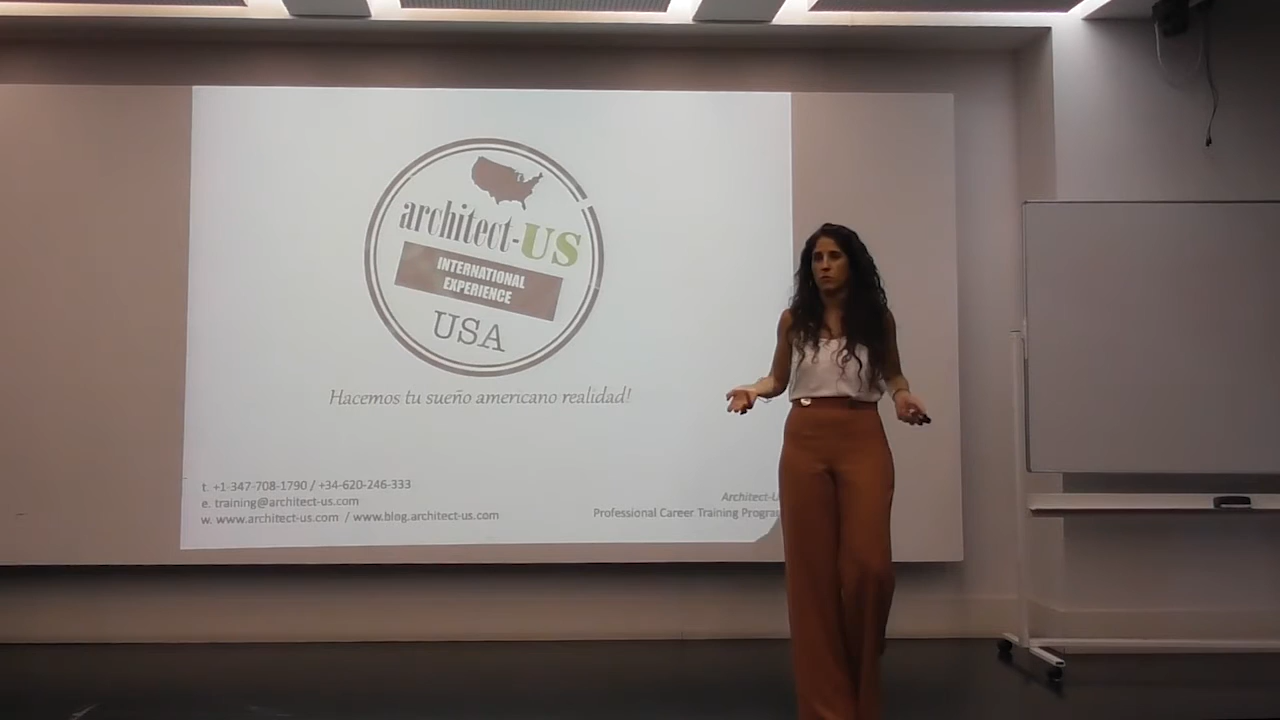 architect-US
INTERNATIONAL
EXPERIENCE
USA
Hacemos tu sueño americano realidad!
t. +1-347-708-1790 / +34-620-246-333
e. training@architect-us.com
w. www.architect-us.com / www.blog.architect-us.com
Professional Career Training